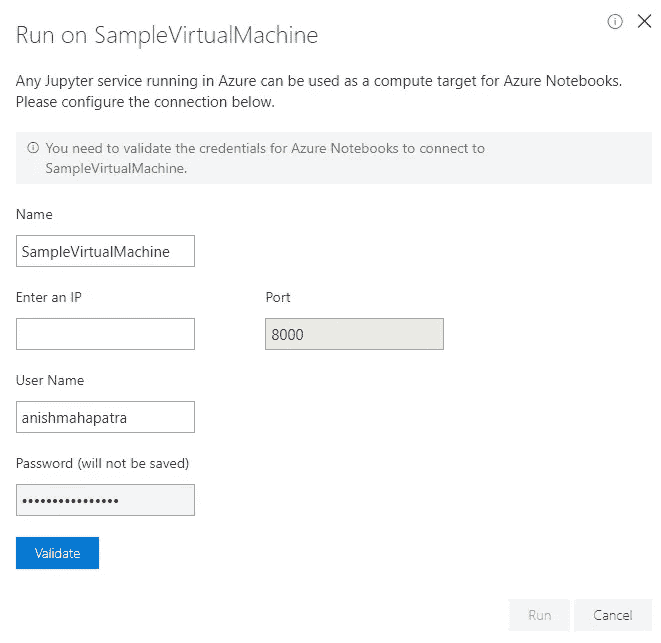 Run on SampleVirtualMachine
Any Jupyter service running in Azure can be used as a compute target for Azure Notebooks.
Please configure the connection below.
You need to validate the credentials for Azure Notebooks to connect to
SampleVirtualMachine.
Name
SampleVirtualMachine
Enter an IP
Port
8000
User Name
anishmahapatra
Password (will not be saved)
••••••••••••••••
Validate
Run
Cancel